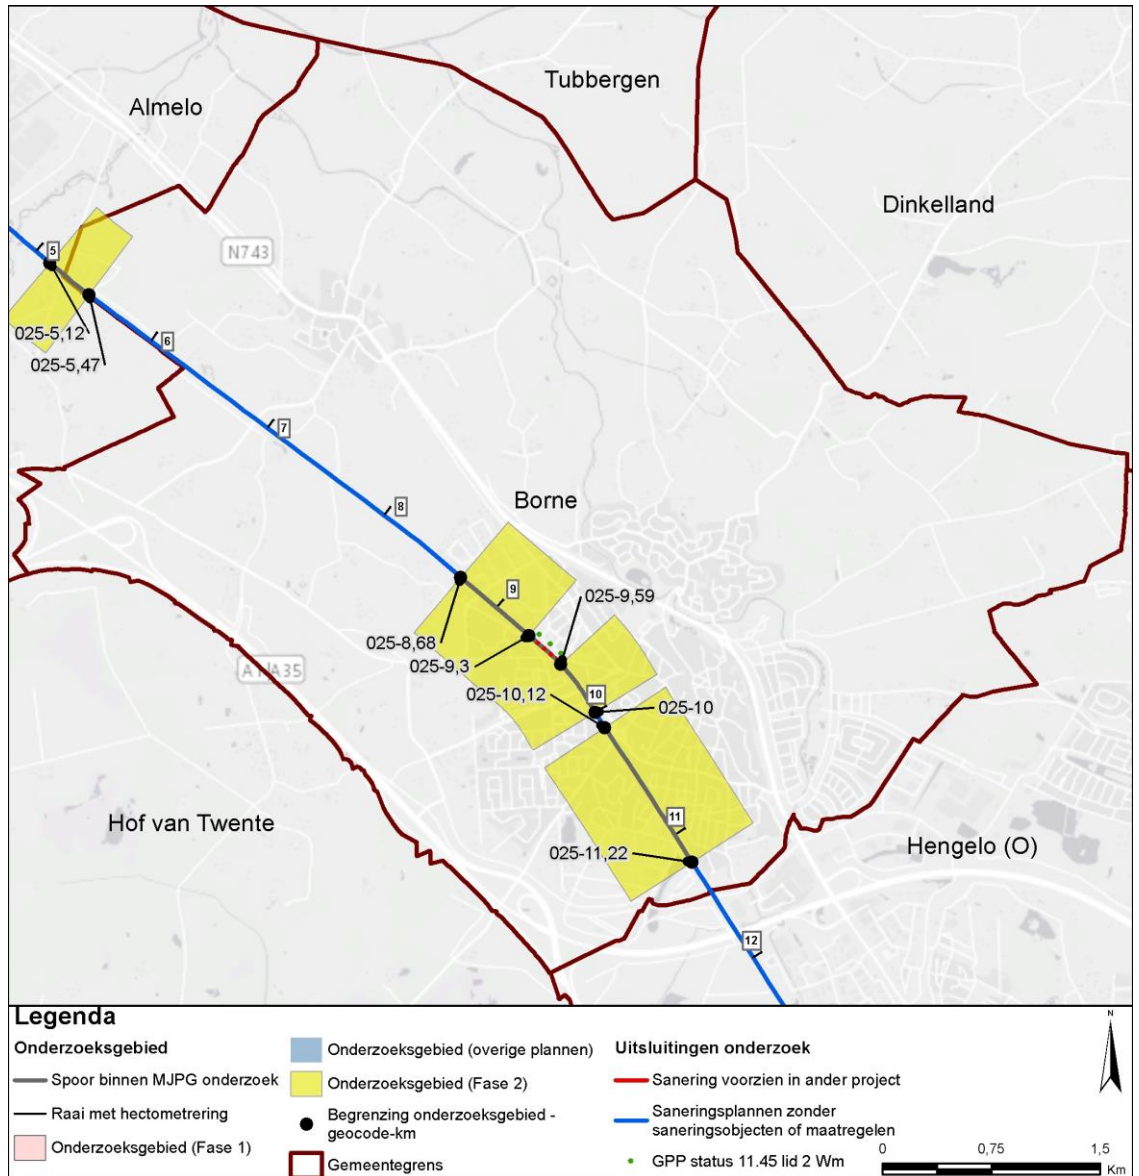 Tubbergen
Almelo
Dinkelland
N743
5
025-5,12
025-5,47
6
7
8
Borne
9
025-9,59
025-8,68
025-9,3
A1/A35
025-10,12
10
025-10
Hof van Twente
11
Hengelo (O)
025-11,22
12
Legenda
Onderzoeksgebied
Spoor binnen MJPG onderzoek
Raai met hectometrering
Onderzoeksgebied (Fase 1)
Onderzoeksgebied (overige plannen)
Onderzoeksgebied (Fase 2)
Begrenzing onderzoeksgebied -
geocode-km
Gemeentegrens
Uitsluitingen onderzoek
Sanering voorzien in ander project
Saneringsplannen zonder
saneringsobjecten of maatregelen
GPP status 11.45 lid 2 Wm
N
0 0,75 1,5
Km